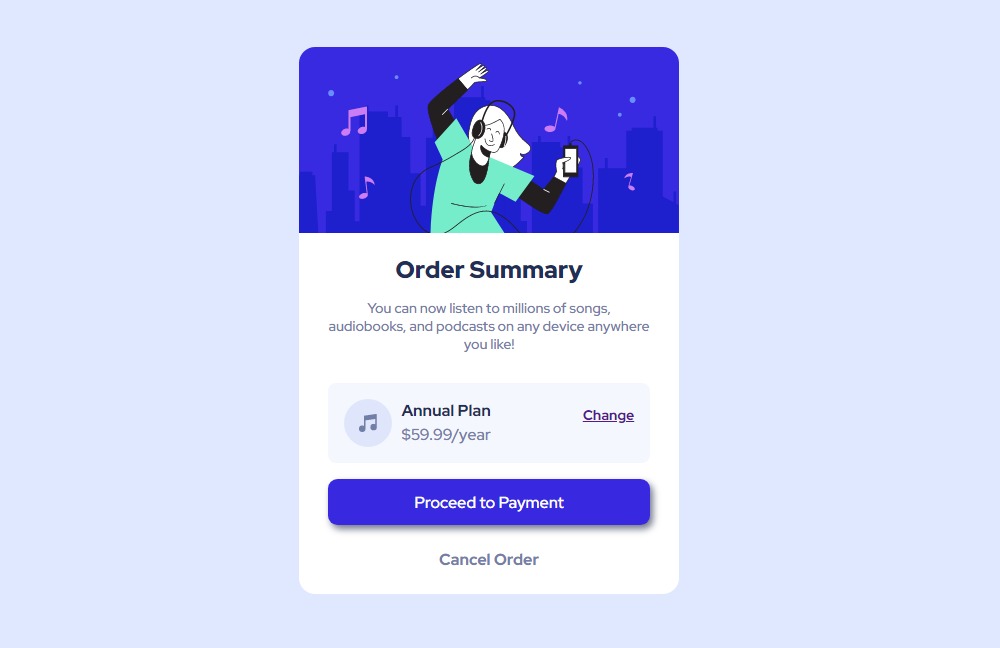 Order Summary
You can now listen to millions of songs,
audiobooks, and podcasts on any device anywhere
you like!
Annual Plan
Change
$59.99/year
Proceed to Payment
Cancel Order